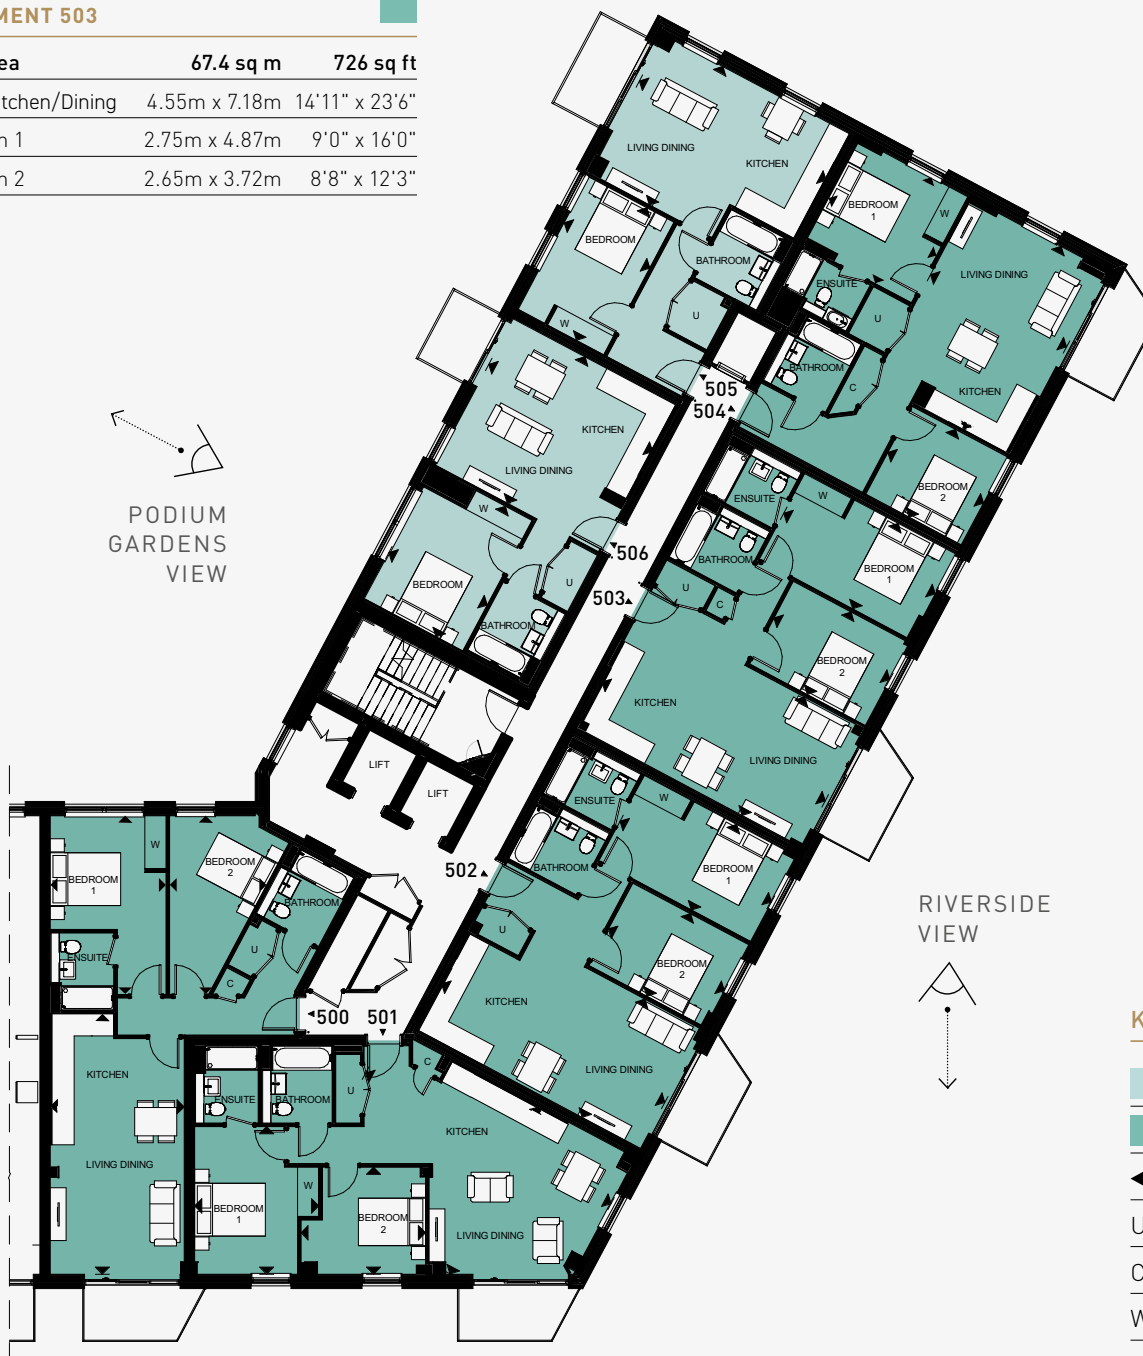 MENT 503
ea 67.4 sq m 726 sq ft
tchen/Dining 4.55m x 7.18m 14'11" x 23'6"
n 1 2.75m x 4.87m 9'0" x 16'0"
n 2 2.65m x 3.72m 8'8" x 12'3"
LIVING DINING
KITCHEN
BEDROOM
BATHROOM
W
U
BEDROOM
1
W
LIVING DINING
ENSUITE
U
BATHROOM
C
KITCHEN
BEDROOM
2
505
504
KITCHEN
LIVING DINING
W
BEDROOM
U
BATHROOM
506
503
ENSUITE
W
BATHROOM
BEDROOM
1
U
C
BEDROOM
2
KITCHEN
LIVING DINING
PODIUM
GARDENS
VIEW
LIFT
LIFT
ENSUITE
W
BATHROOM
BEDROOM
1
502
U
BEDROOM
2
KITCHEN
LIVING DINING
RIVERSIDE
VIEW
W
BEDROOM
1
BEDROOM
2
BATHROOM
ENSUITE
U
C
500
501
KITCHEN
LIVING DINING
ENSUITE
BATHROOM
U
C
KITCHEN
W
BEDROOM
1
BEDROOM
2
LIVING DINING
K
U
C
W